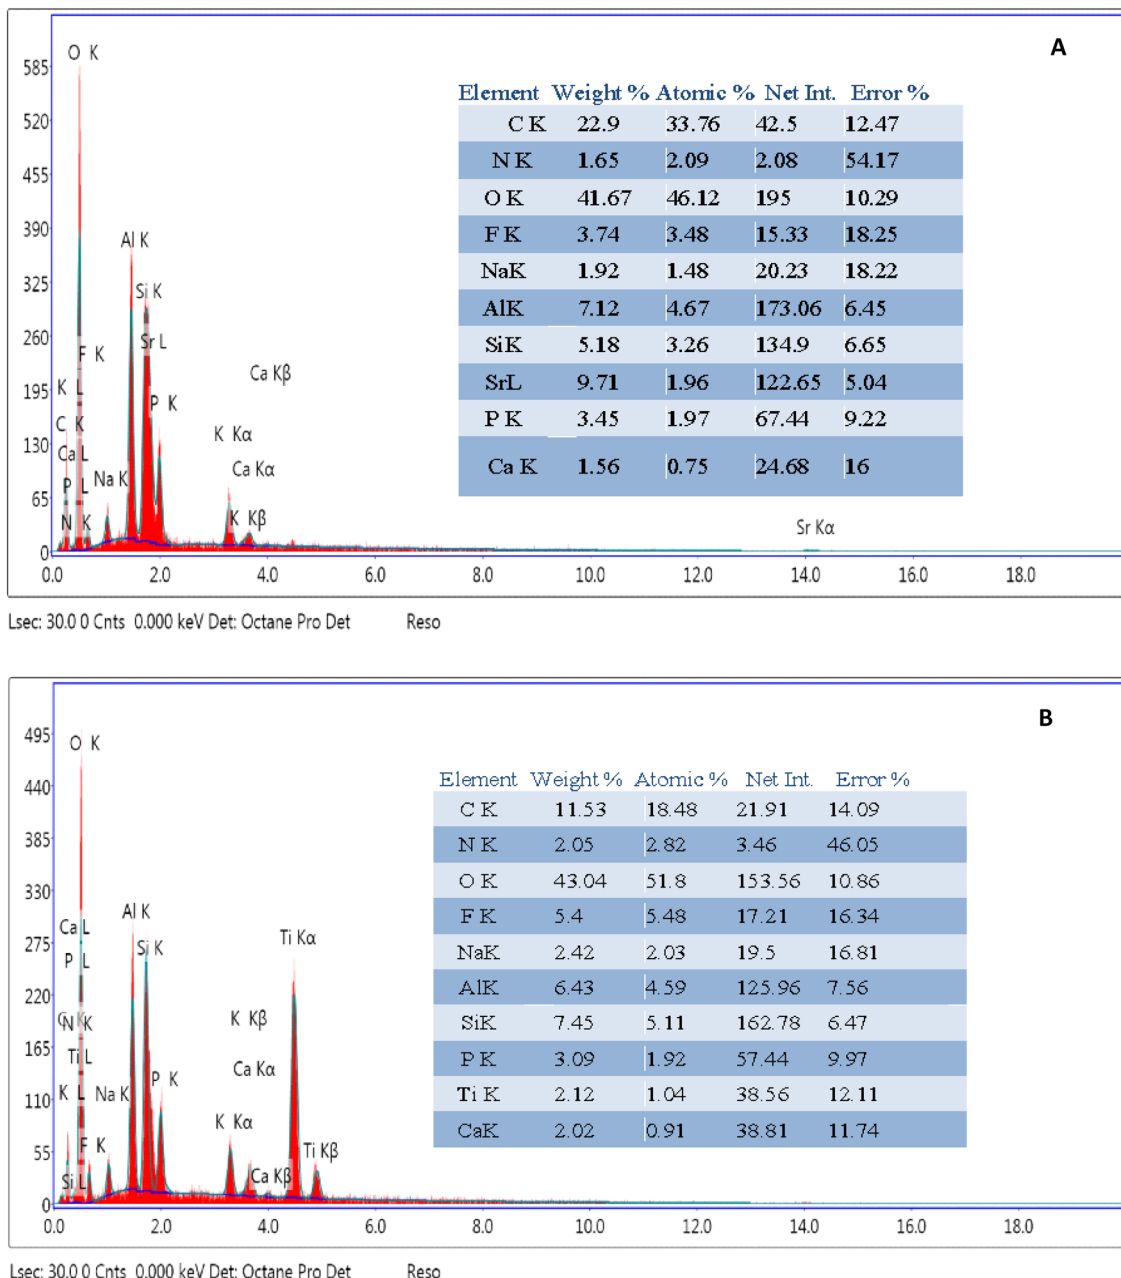 A
O K
585
520
455
390
325
260
195
130
65
0
Al K
Si K
Sr L
F K
K L
P K
C K
Ca L
P L
N K
Na K
Ca Kβ
K Kα
Ca Kα
K Kβ
Sr Kα
Element Weight % Atomic % Net Int. Error %
C K 22.9 33.76 42.5 12.47
N K 1.65 2.09 2.08 54.17
O K 41.67 46.12 195 10.29
F K 3.74 3.48 15.33 18.25
NaK 1.92 1.48 20.23 18.22
AlK 7.12 4.67 173.06 6.45
SiK 5.18 3.26 134.9 6.65
SrL 9.71 1.96 122.65 5.04
P K 3.45 1.97 67.44 9.22
Ca K 1.56 0.75 24.68 16
0.0 2.0 4.0 6.0 8.0 10.0 12.0 14.0 16.0 18.0
Lsec: 30.0 0 Cnts 0.000 keV Det: Octane Pro Det Reso
B
O K
495
440
385
330
275
220
165
110
55
0
Al K
Ca L
Si K
P L
Ti Kα
N K
K Kβ
Ti L
Ca Kα
P K
K L
Na K
K Kα
F K
Ti Kβ
Si L
Ca Kβ
Element Weight % Atomic % Net Int. Error %
C K 11.53 18.48 21.91 14.09
N K 2.05 2.82 3.46 46.05
O K 43.04 51.8 153.56 10.86
F K 5.4 5.48 17.21 16.34
NaK 2.42 2.03 19.5 16.81
AlK 6.43 4.59 125.96 7.56
SiK 7.45 5.11 162.78 6.47
P K 3.09 1.92 57.44 9.97
Ti K 2.12 1.04 38.56 12.11
CaK 2.02 0.91 38.81 11.74
0.0 2.0 4.0 6.0 8.0 10.0 12.0 14.0 16.0 18.0
Lsec: 30.0 0 Cnts 0.000 keV Det: Octane Pro Det Reso